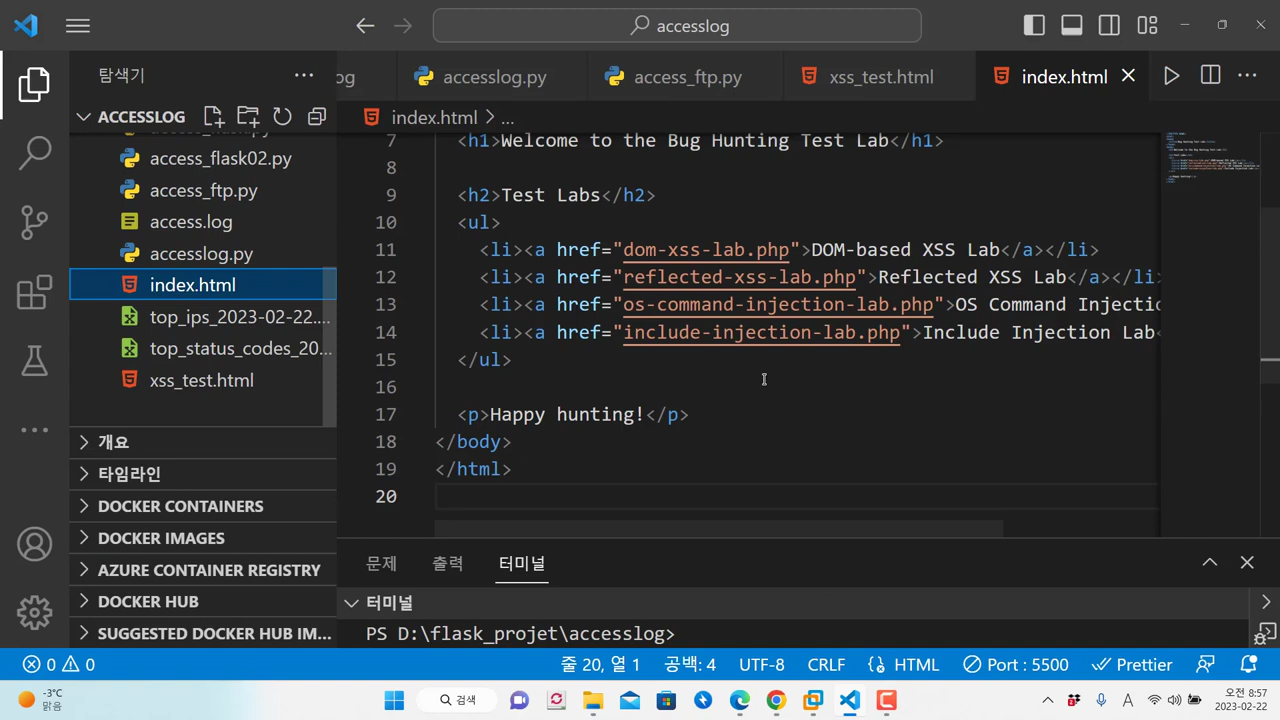 accesslog
탐색기
og
accesslog.py
access_ftp.py
xss_test.html
index.html
ACCESSLOG
index.html > ...
access_flask02.py
access_ftp.py
access.log
accesslog.py
index.html
top_ips_2023-02-22....
top_status_codes_20...
xss_test.html
개요
타임라인
DOCKER CONTAINERS
DOCKER IMAGES
AZURE CONTAINER REGISTRY
DOCKER HUB
SUGGESTED DOCKER HUB IM...
7 <h1>Welcome to the Bug Hunting Test Lab</h1>
8
9 <h2>Test Labs</h2>
10 <ul>
11 <li><a href="dom-xss-lab.php">DOM-based XSS Lab</a></li>
12 <li><a href="reflected-xss-lab.php">Reflected XSS Lab</a></li>
13 <li><a href="os-command-injection-lab.php">OS Command Injectio
14 <li><a href="include-injection-lab.php">Include Injection Lab<
15 </ul>
16
17 <p>Happy hunting!</p>
18 </body>
19 </html>
20
문제 출력 터미널
터미널
PS D:\flask_projet\accesslog>
0 0 줄 20, 열 1 공백: 4 UTF-8 CRLF HTML Port : 5500 Prettier
-3°C
맑음
검색
A
오전 8:57
2023-02-22